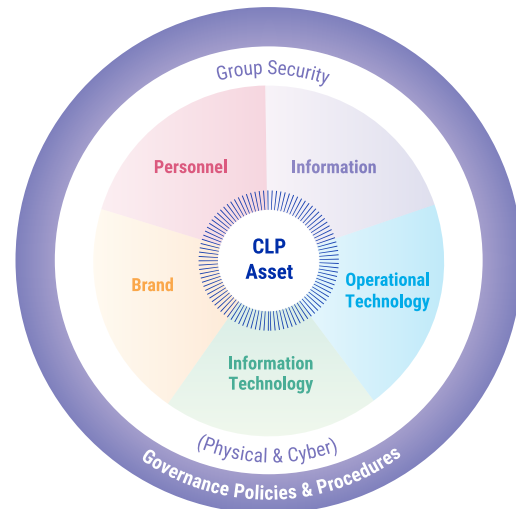 Group Security
Personnel
Information
CLP
Asset
Brand
Operational
Technology
Information
Technology
(Physical & Cyber)
Governance Policies & Procedures